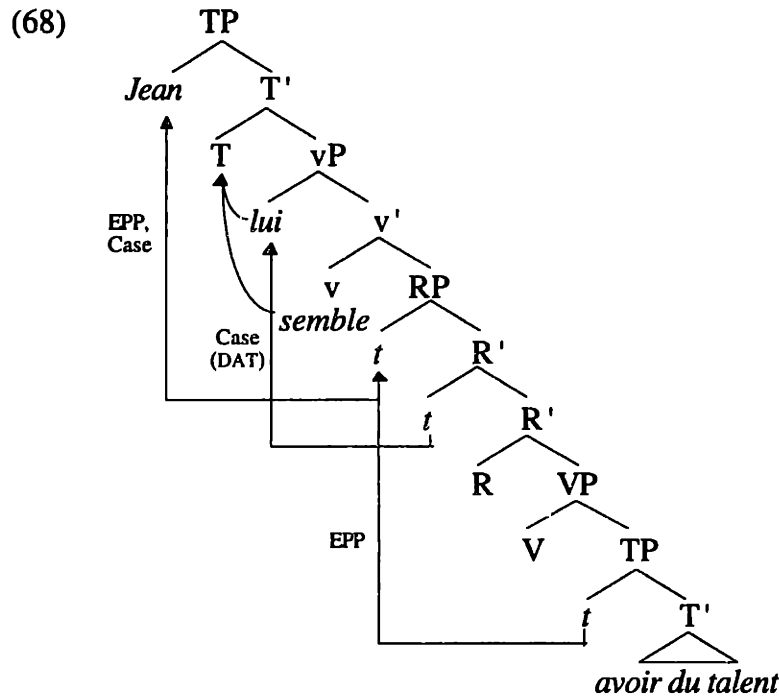 (68) TP
Jean T'
T vP
EPP, Case
lui v'
v RP
semble
Case (DAT)
t R'
t R'
R VP
EPP
V TP
t T'
avoir du talent